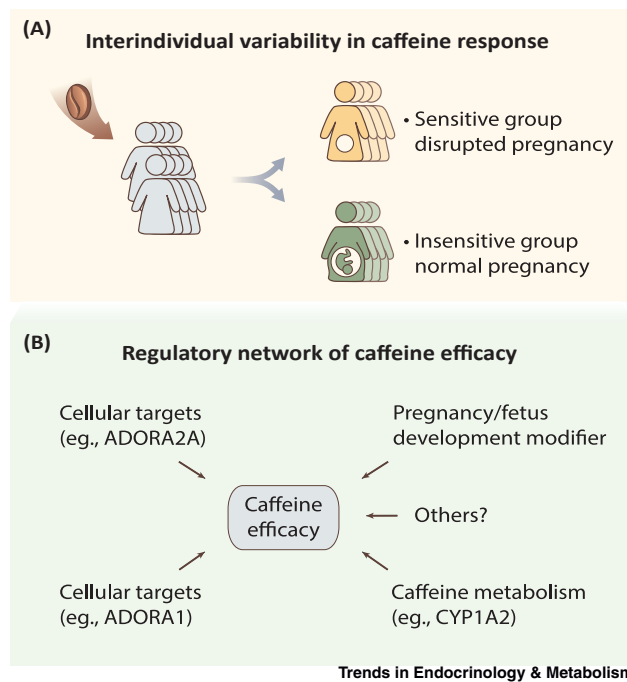 (A)
Interindividual variability in caffeine response
• Sensitive group
disrupted pregnancy
• Insensitive group
normal pregnancy
(B)
Regulatory network of caffeine efficacy
Cellular targets
(eg., ADORA2A)
Pregnancy/fetus
development modifier
Caffeine
efficacy
Others?
Cellular targets
(eg., ADORA1)
Caffeine metabolism
(eg., CYP1A2)
Trends in Endocrinology & Metabolism